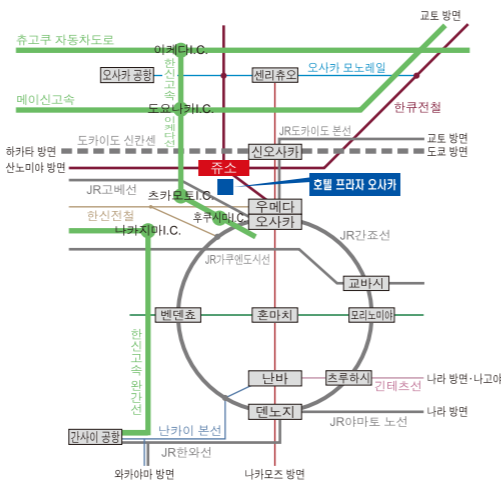 교토 방면
츄고쿠 자동차도로
이케다I.C.
오사카 공항
한신고속 이케다선
센리츄오
오사카 모노레일
메이신고속
도요나카I.C.
한큐전철
JR도카이도 본선
도카이도 신칸센
교토 방면
하카타 방면
신오사카
도쿄 방면
산노미야 방면
쥬소
JR고베선
호텔 프라자 오사카
츠카모토I.C.
우메다
한신전철
후쿠시마I.C.
오사카
나카지마I.C.
JR간조선
JR가쿠엔도시선
교바시
벤덴쵸
혼마치
모리노미야
한신고속 완간선
난바
츠루하시
나라 방면·나고야
긴테츠선
덴노지
나라 방면
난카이 본선
JR야마토 노선
간사이 공항
JR한와선
와카야마 방면
나카모즈 방면